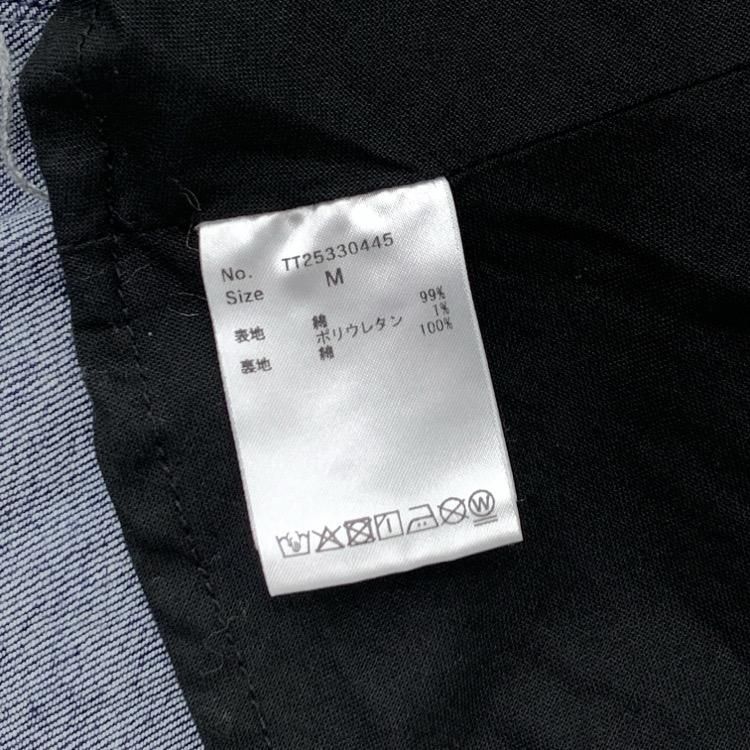 No. TT25330445
Size M
表地 綿 99%
ポリウレタン 1%
裏地 綿 100%
W